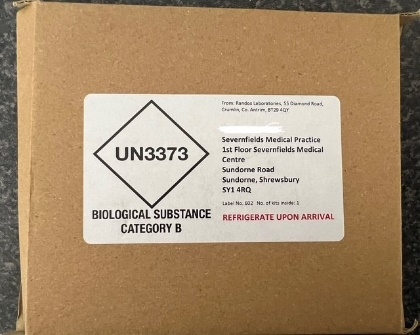 UN3373
BIOLOGICAL SUBSTANCE
CATEGORY B
From: Randox Laboratories, 55 Diamond Road,
Crumlin, Co. Antrim, BT29 4QY
Severnfields Medical Practice
1st Floor Severnfields Medical
Centre
Sundorne Road
Sundorne, Shrewsbury
SY1 4RQ
Label No. 932 No. of kits inside: 1
REFRIGERATE UPON ARRIVAL